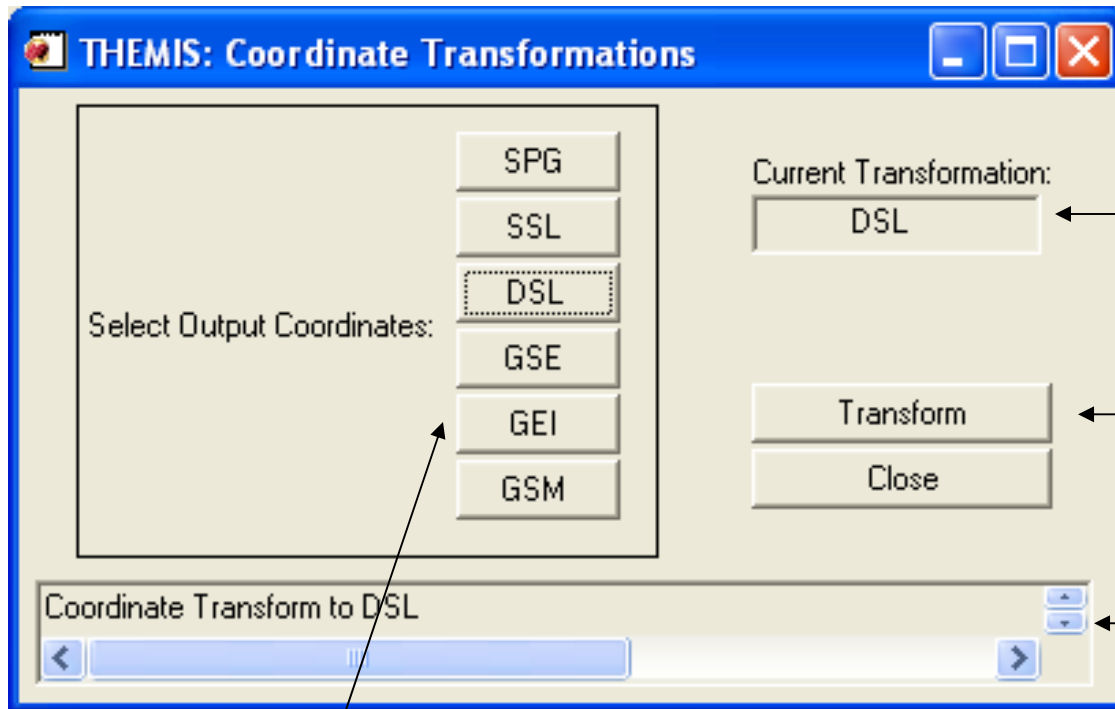 THEMIS: Coordinate Transformations
Select Output Coordinates:
SPG
SSL
DSL
GSE
GEI
GSM
Current Transformation:
DSL
Transform
Close
Coordinate Transform to DSL